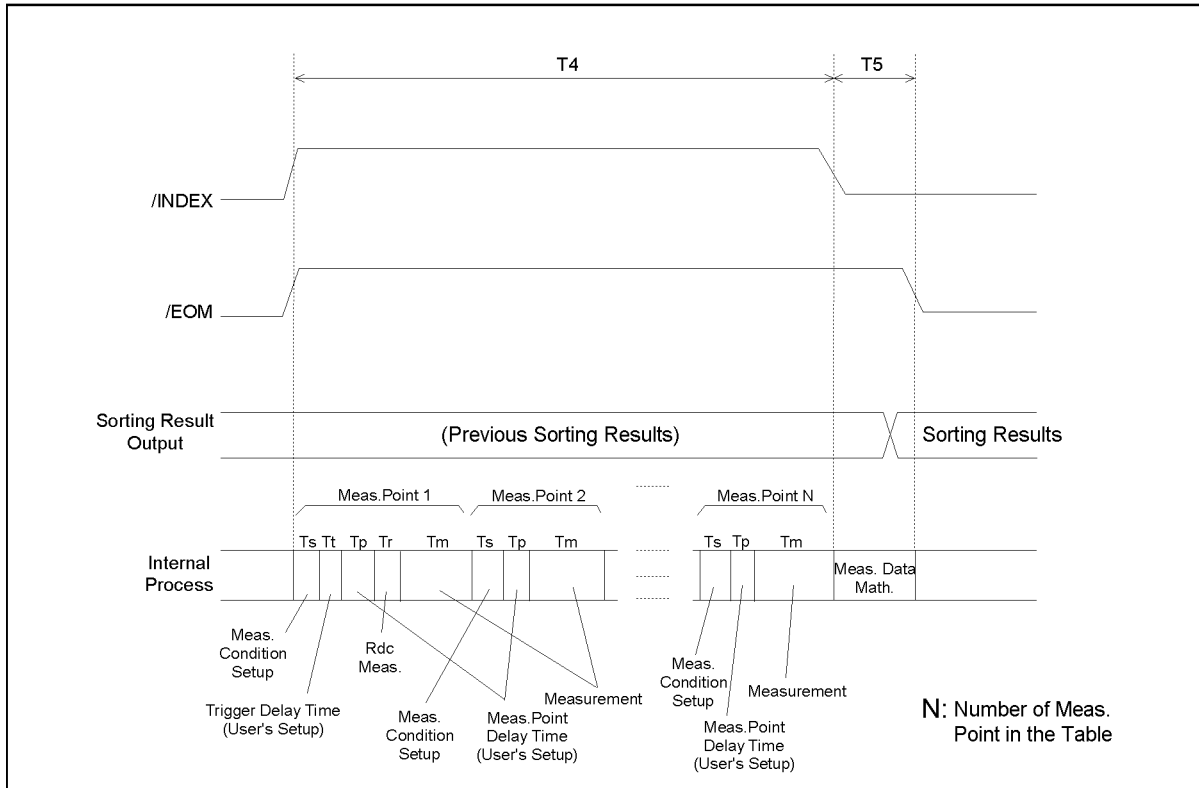 T4 T5
/INDEX
/EOM
Sorting Result
Output
(Previous Sorting Results)
Sorting Results
Meas.Point 1
Meas.Point 2
Meas.Point N
Internal
Process
Ts Tt Tp Tr Tm Ts Tp Tm Ts Tp Tm
Meas. Data
Math.
Meas.
Condition
Setup
Rdc
Meas.
Trigger Delay Time
(User's Setup)
Meas.
Condition
Setup
Meas.Point
Delay Time
(User's Setup)
Measurement
Meas.
Condition
Setup
Measurement
Meas.Point
Delay Time
(User's Setup)
N: Number of Meas.
Point in the Table